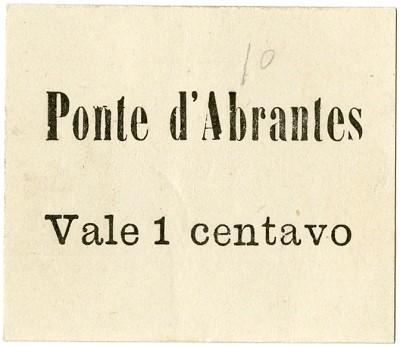 10
Ponte d'Abrantes
Vale 1 centavo